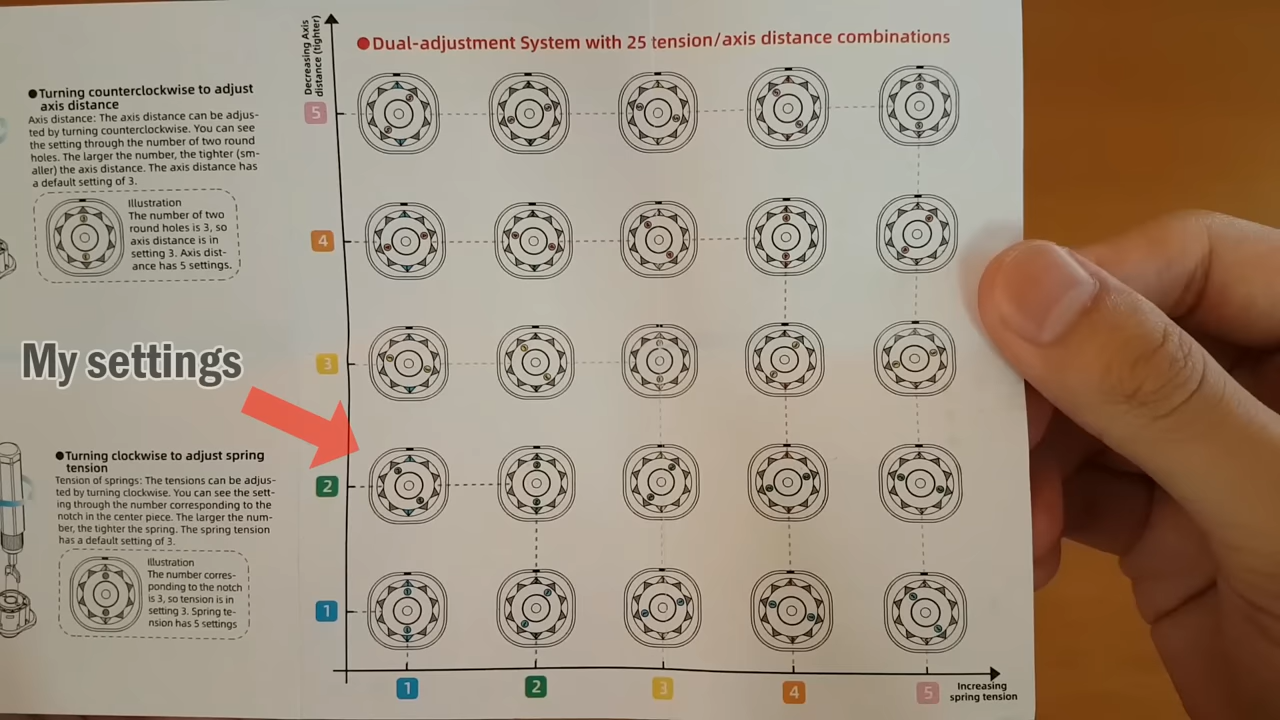 Decreasing Axis
distance (tighter)
●Dual-adjustment System with 25 tension/axis distance combinations
●Turning counterclockwise to adjust
axis distance
Axis distance: The axis distance can be adjus-
ted by turning counterclockwise. You can see
the setting through the number of two round
holes. The larger the number, the tighter (sm-
aller) the axis distance. The axis distance has
a default setting of 3.
Illustration
The number of two
round holes is 3, so
axis distance is in
setting 3. Axis dist-
ance has 5 settings.
My settings
●Turning clockwise to adjust spring
tension
Tension of springs: The tensions can be adjus-
ted by turning clockwise. You can see the sett-
ing through the number corresponding to the
notch in the center piece. The larger the num-
ber, the tighter the spring. The spring tension
has a default setting of 3.
Illustration
The number corres-
ponding to the notch
is 3, so tension is in
setting 3. Spring te-
nsion has 5 settings
5
4
3
2
1
1 2 3 4 5
Increasing
spring tension